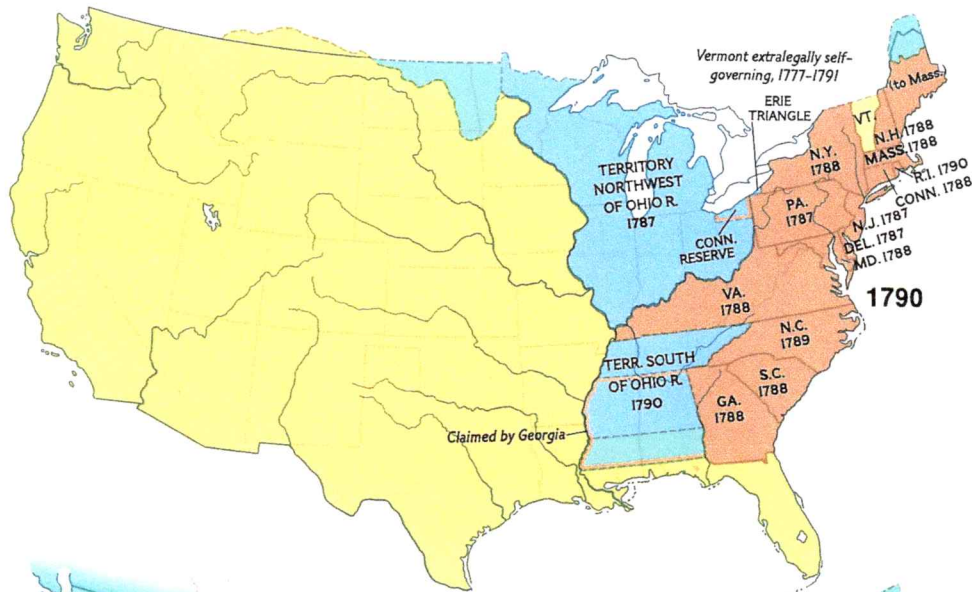 Vermont extralegally self-
governing, 1777–1791
ERIE
TRIANGLE
(to Mass.)
VT.
N.H. 1788
MASS. 1788
R.I. 1790
CONN. 1788
N.Y.
1788
TERRITORY
NORTHWEST
OF OHIO R.
1787
PA.
1787
CONN.
RESERVE
N.J. 1787
DEL. 1787
MD. 1788
1790
VA.
1788
N.C.
1789
TERR. SOUTH
OF OHIO R.
1790
S.C.
1788
GA.
1788
Claimed by Georgia